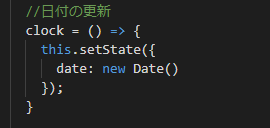 //日付の更新
clock = () => {
  this.setState({
    date: new Date()
  });
}